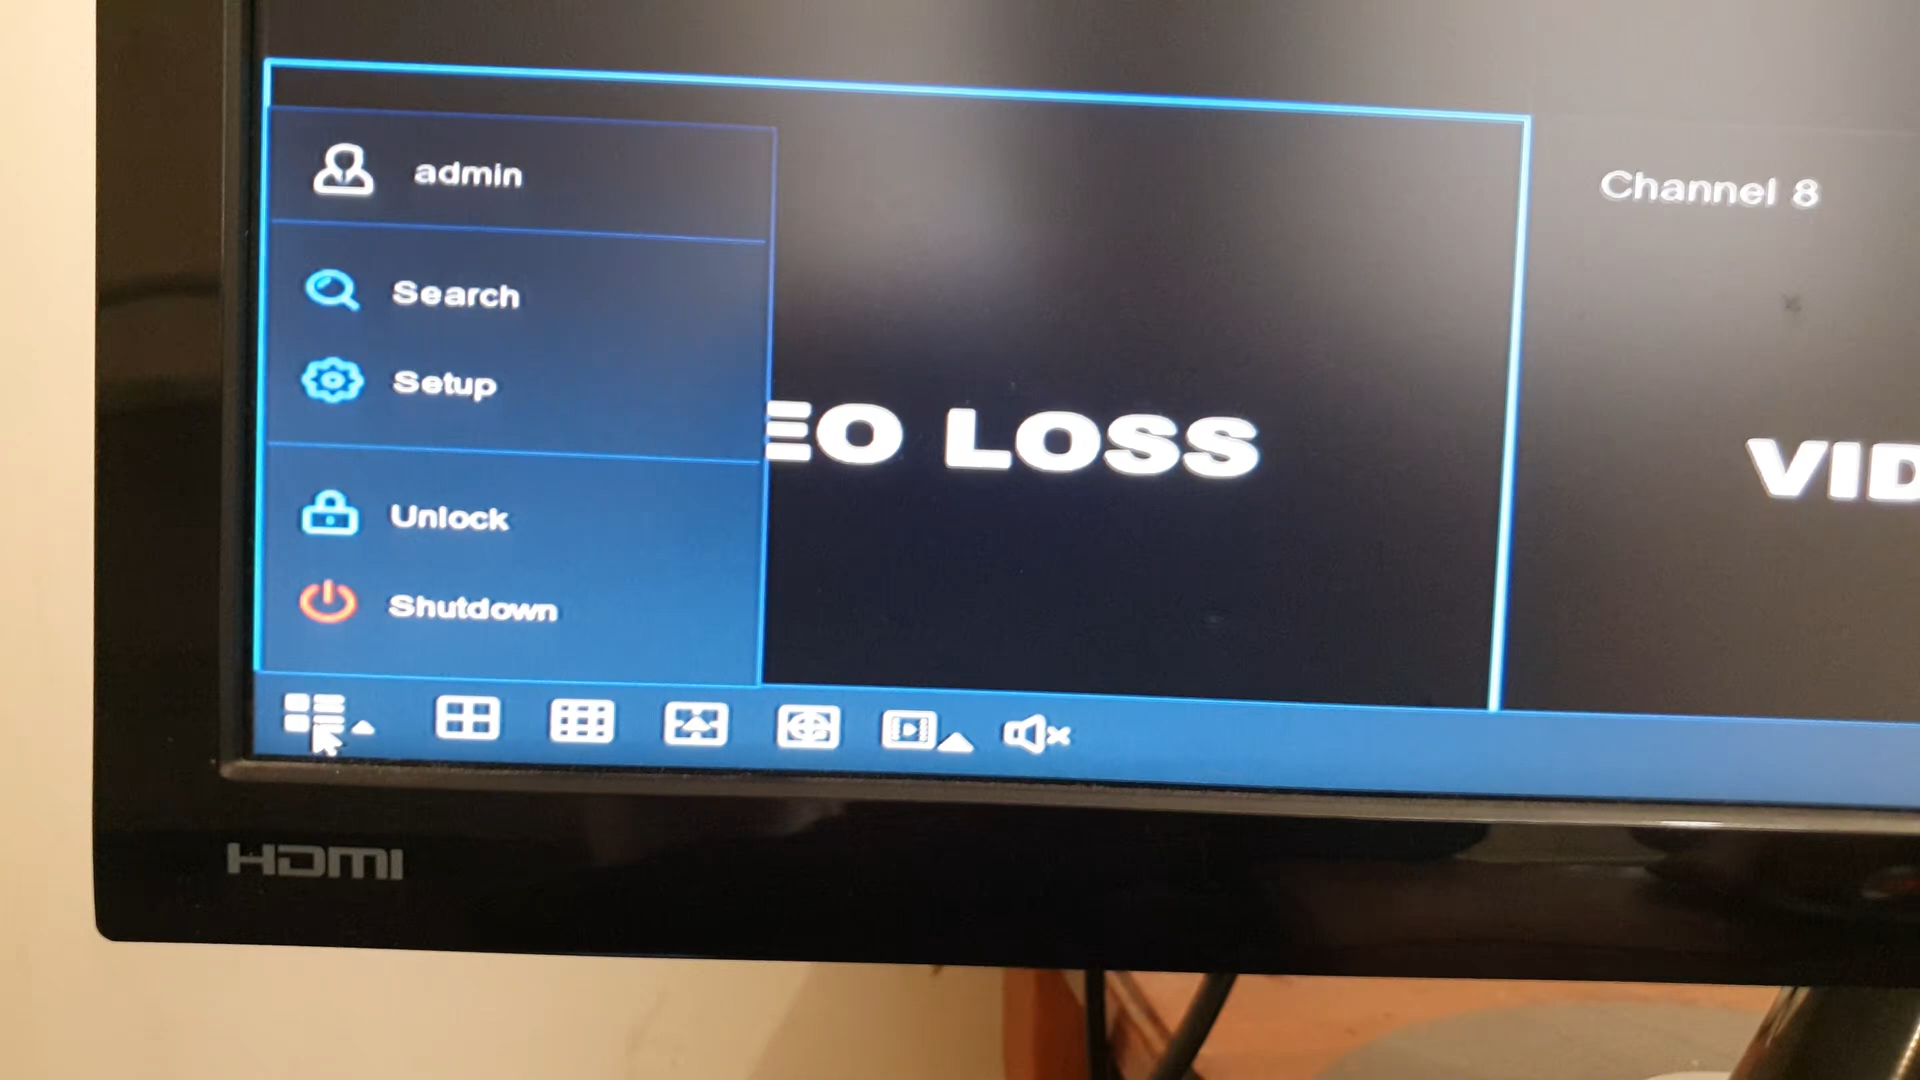 admin
Search
Setup
Unlock
Shutdown
EO LOSS
Channel 8
VID
HDMI